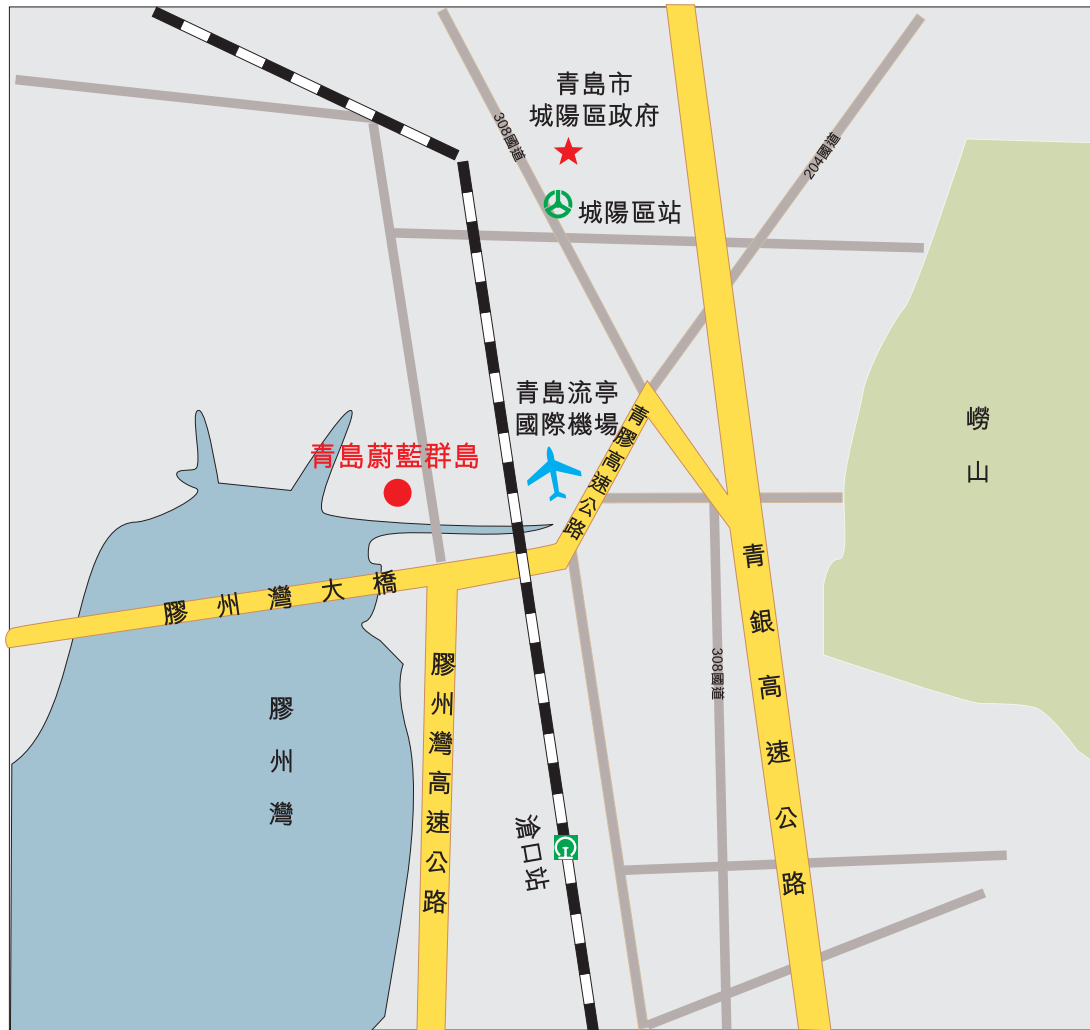 青島市
城陽區政府
308國道
204國道
城陽區站
青島流亭
國際機場
青膠高速公路
嶗山
青島蔚藍群島
膠州灣大橋
青銀高速公路
膠州灣高速公路
308國道
膠州灣
滄口站